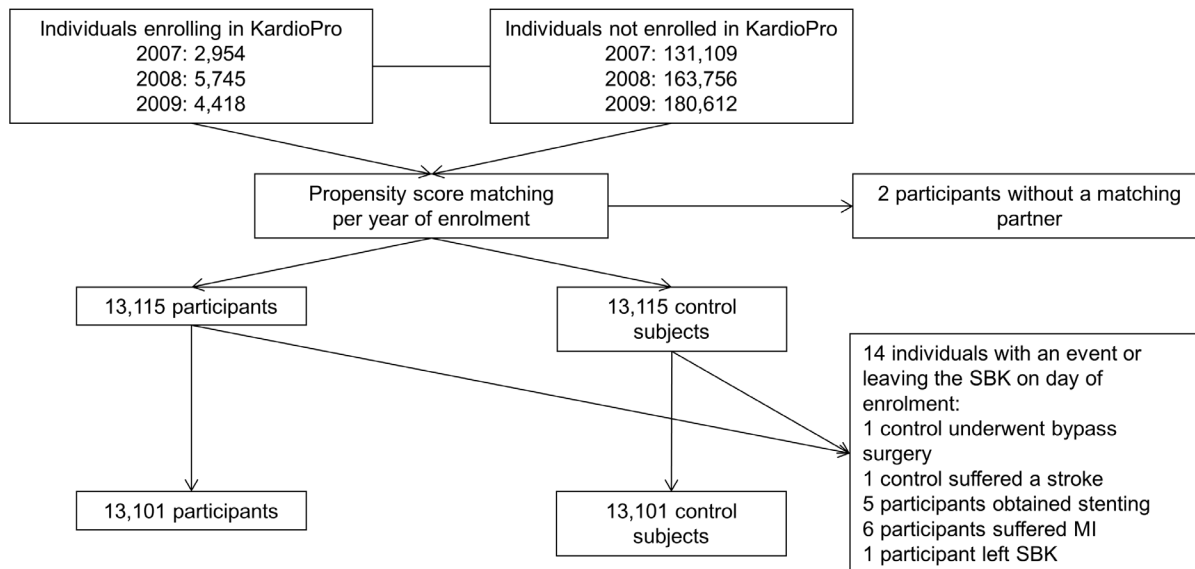 Individuals enrolling in KardioPro
2007: 2,954
2008: 5,745
2009: 4,418
Individuals not enrolled in KardioPro
2007: 131,109
2008: 163,756
2009: 180,612
Propensity score matching
per year of enrolment
2 participants without a matching
partner
13,115 participants
13,115 control
subjects
14 individuals with an event or
leaving the SBK on day of
enrolment:
1 control underwent bypass
surgery
1 control suffered a stroke
5 participants obtained stenting
6 participants suffered MI
1 participant left SBK
13,101 participants
13,101 control
subjects